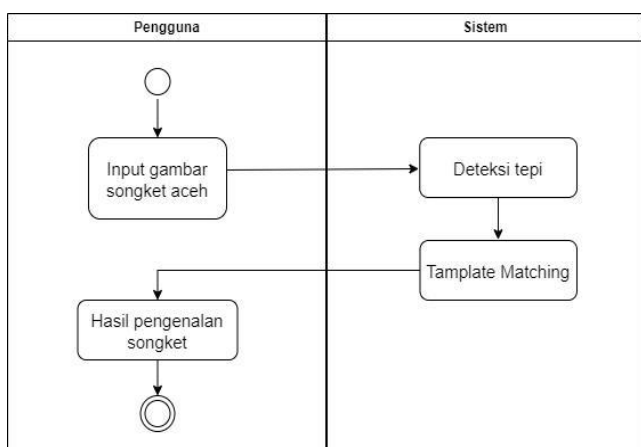 Pengguna
Sistem
Input gambar
songket aceh
Deteksi tepi
Tamplate Matching
Hasil pengenalan
songket